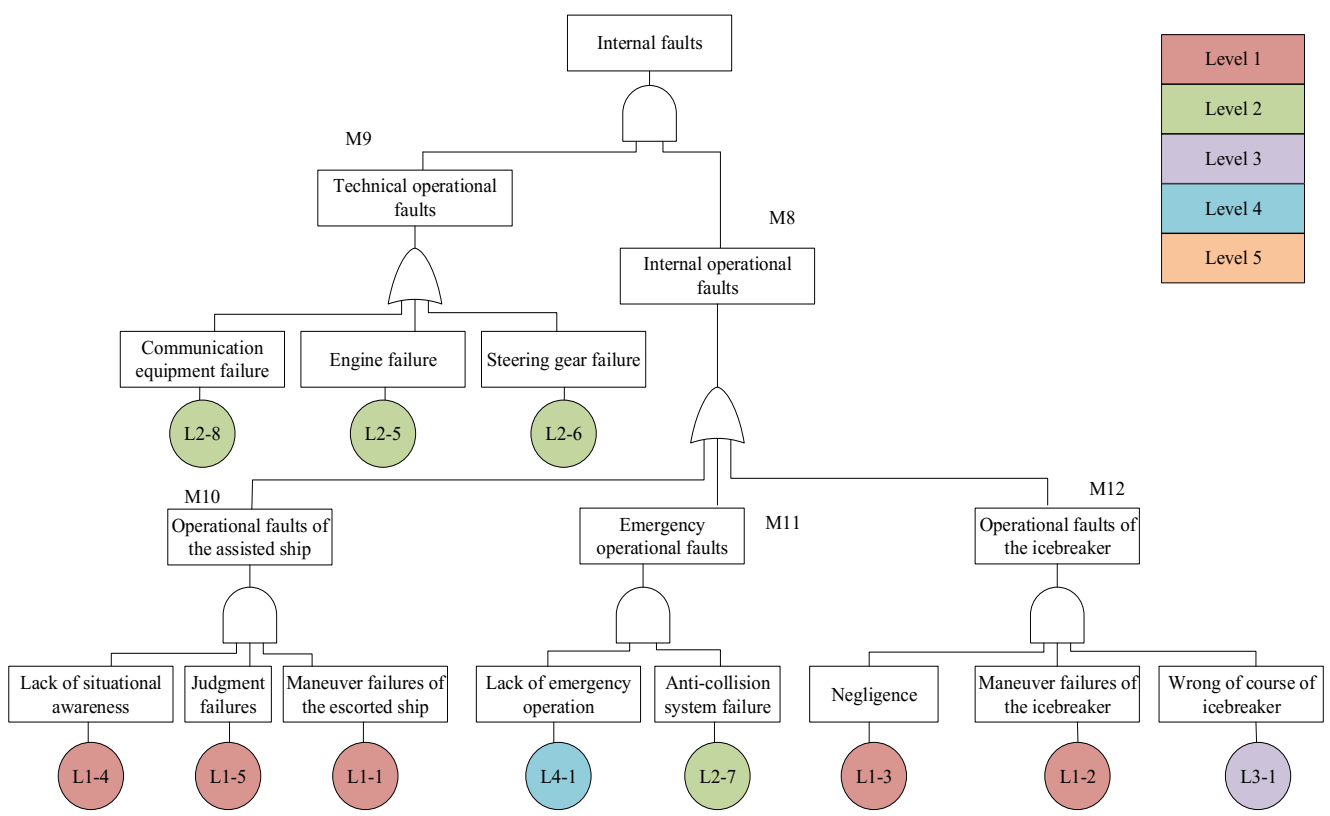 Internal faults
Level 1
Level 2
Level 3
Level 4
Level 5
M9
Technical operational
faults
M8
Internal operational
faults
Communication
equipment failure
Engine failure
Steering gear failure
L2-8
L2-5
L2-6
M10
Operational faults of
the assisted ship
Emergency
operational faults
M11
M12
Operational faults of
the icebreaker
Lack of situational
awareness
Judgment
failures
Maneuver failures of
the escorted ship
Lack of emergency
operation
Anti-collision
system failure
Negligence
Maneuver failures of
the icebreaker
Wrong of course of
icebreaker
L1-4
L1-5
L1-1
L4-1
L2-7
L1-3
L1-2
L3-1